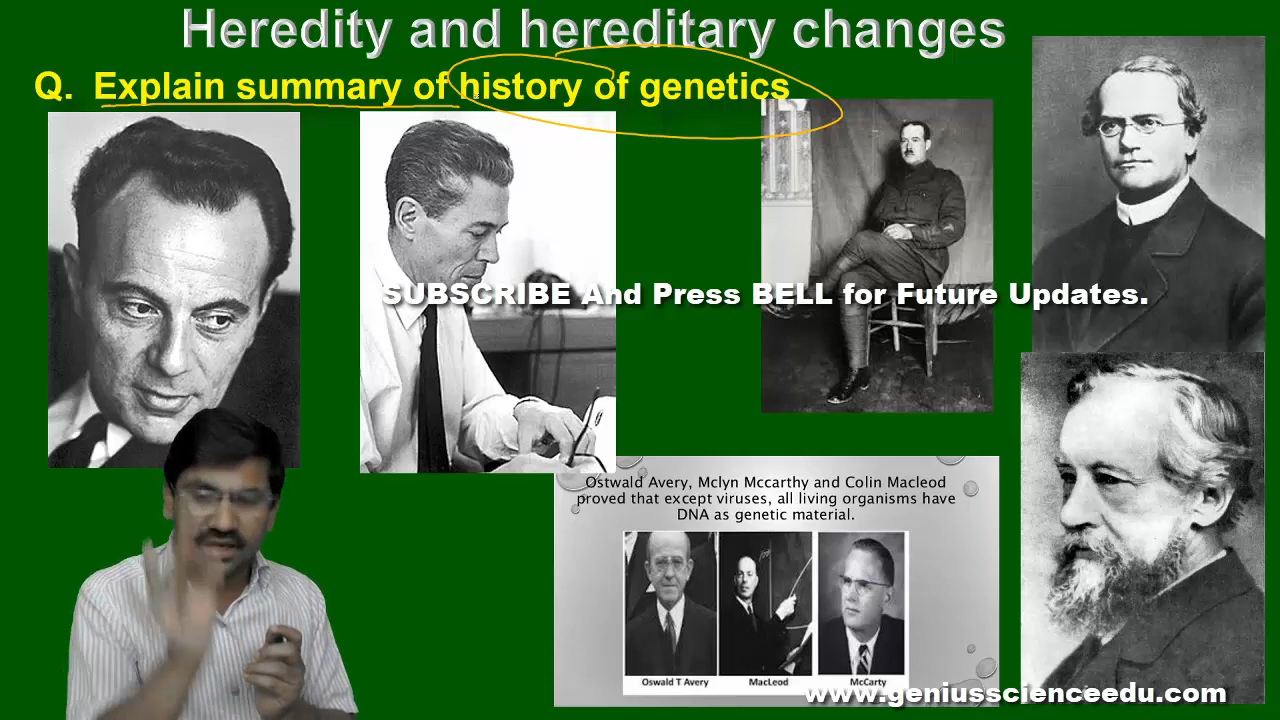 Heredity and hereditary changes
Q. Explain summary of history of genetics
SUBSCRIBE And Press BELL for Future Updates.
Ostwald Avery, Mclyn Mccarthy and Colin Macleod
proved that except viruses, all living organisms have
DNA as genetic material.
Oswald T Avery
MacLeod
McCarty
www.geniusscienceedu.com